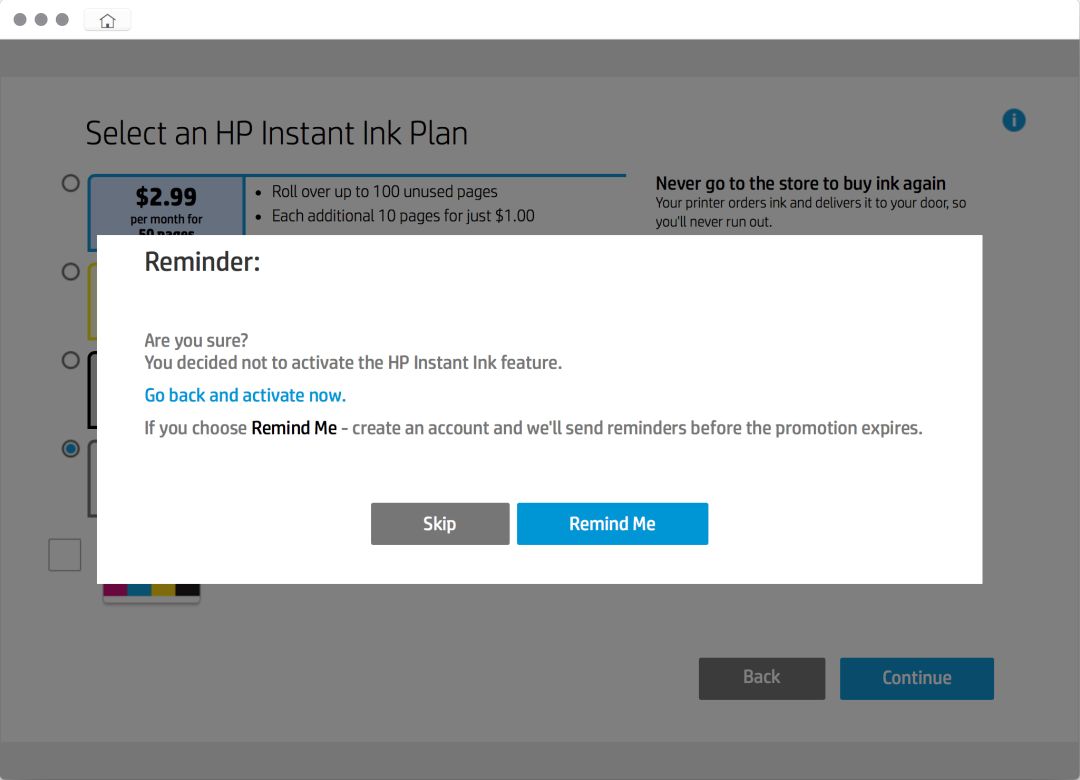 Select an HP Instant Ink Plan
i
$2.99
per month for
50 pages
• Roll over up to 100 unused pages
• Each additional 10 pages for just $1.00
Never go to the store to buy ink again
Your printer orders ink and delivers it to your door, so
you'll never run out.
Reminder:
Are you sure?
You decided not to activate the HP Instant Ink feature.
Go back and activate now.
If you choose Remind Me - create an account and we'll send reminders before the promotion expires.
Skip
Remind Me
Back
Continue